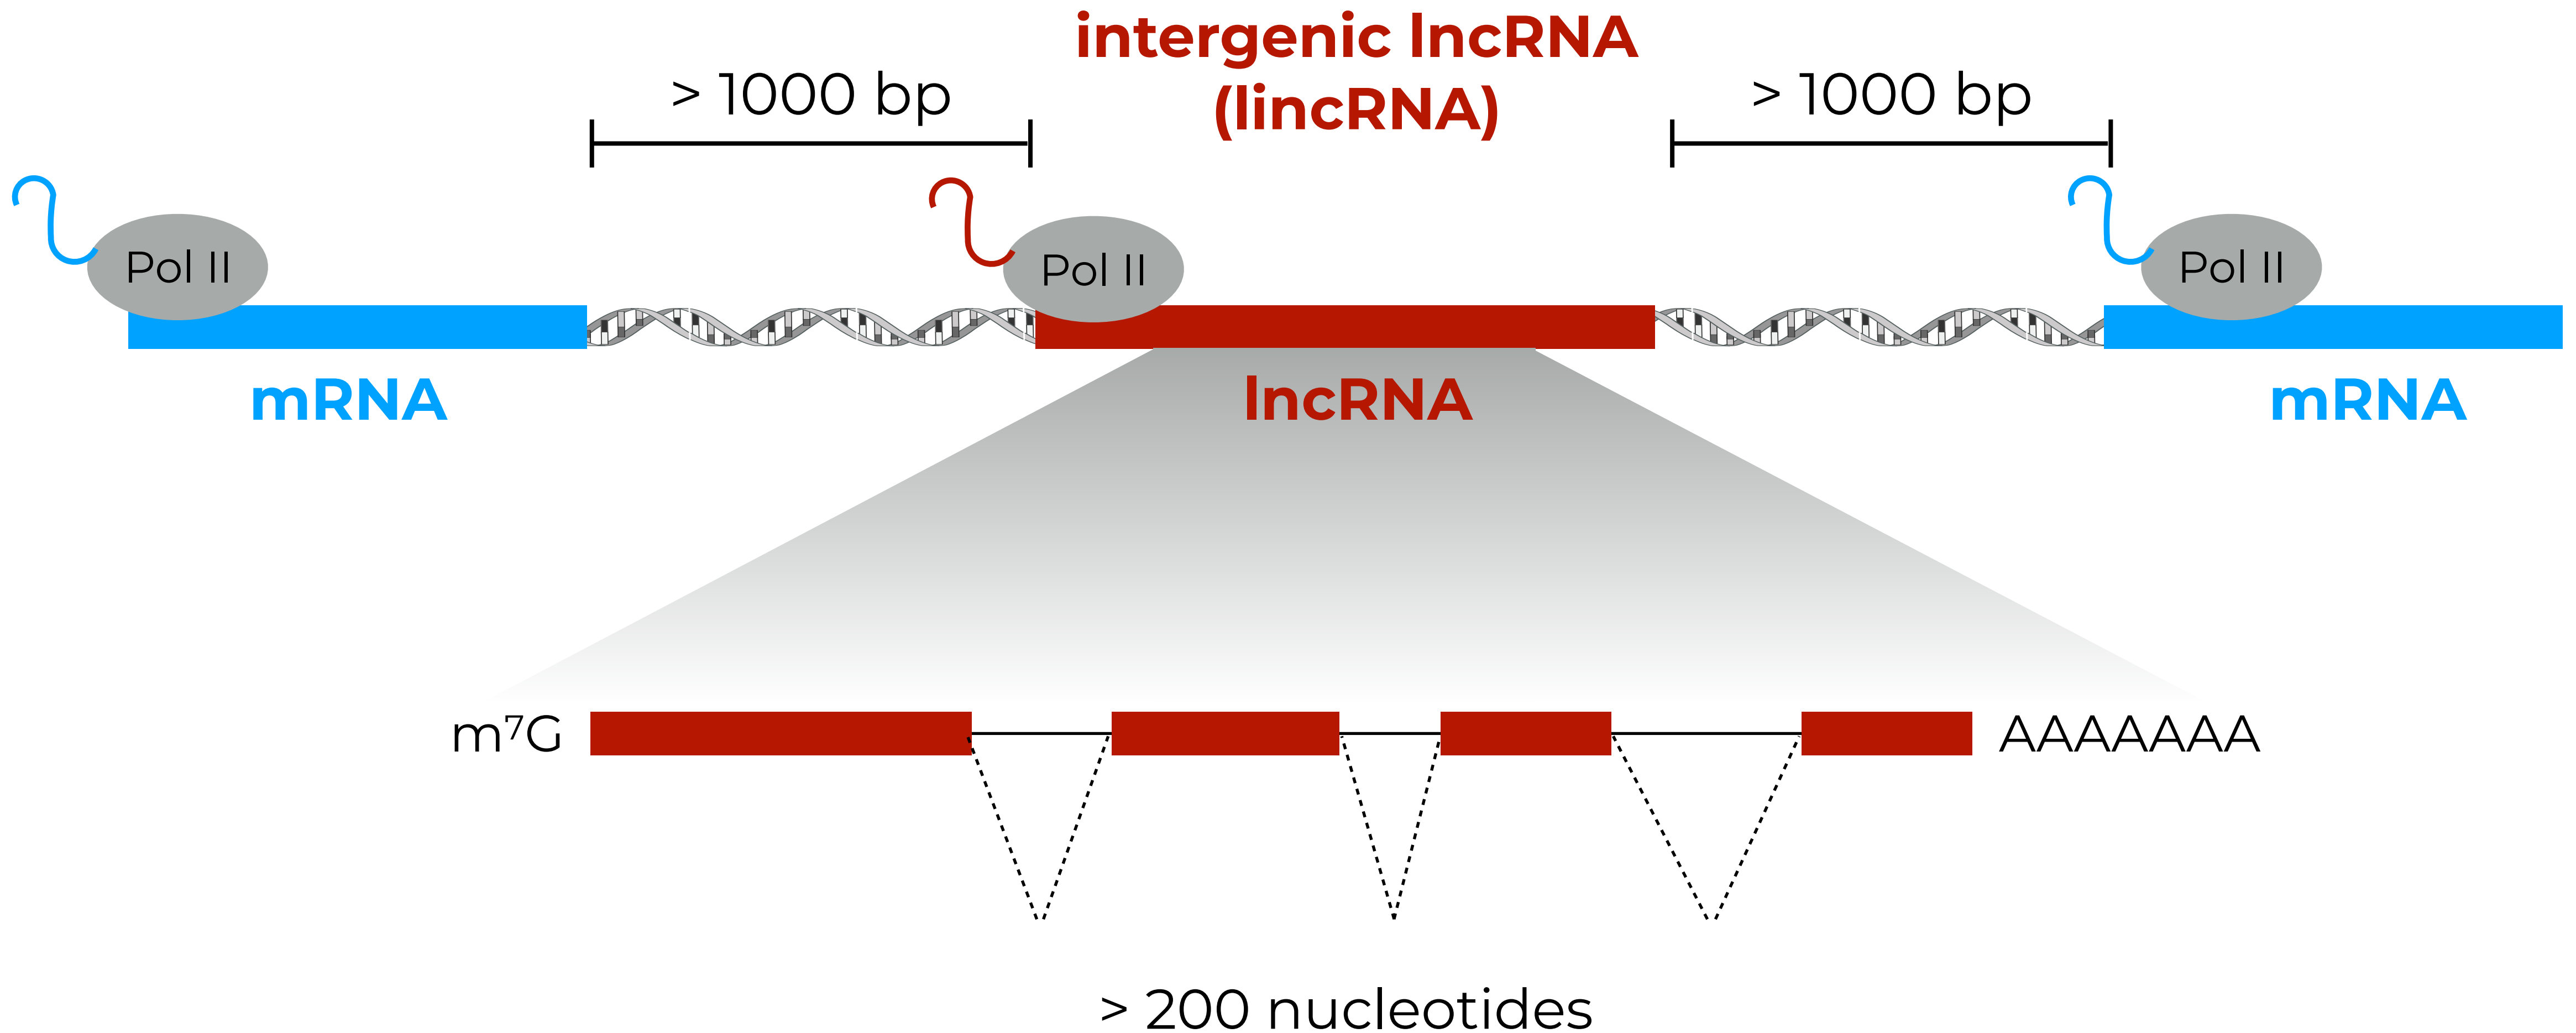 intergenic lncRNA
(lincRNA)
> 1000 bp
> 1000 bp
Pol II
Pol II
Pol II
mRNA
lncRNA
mRNA
m⁷G
AAAAAAA
> 200 nucleotides